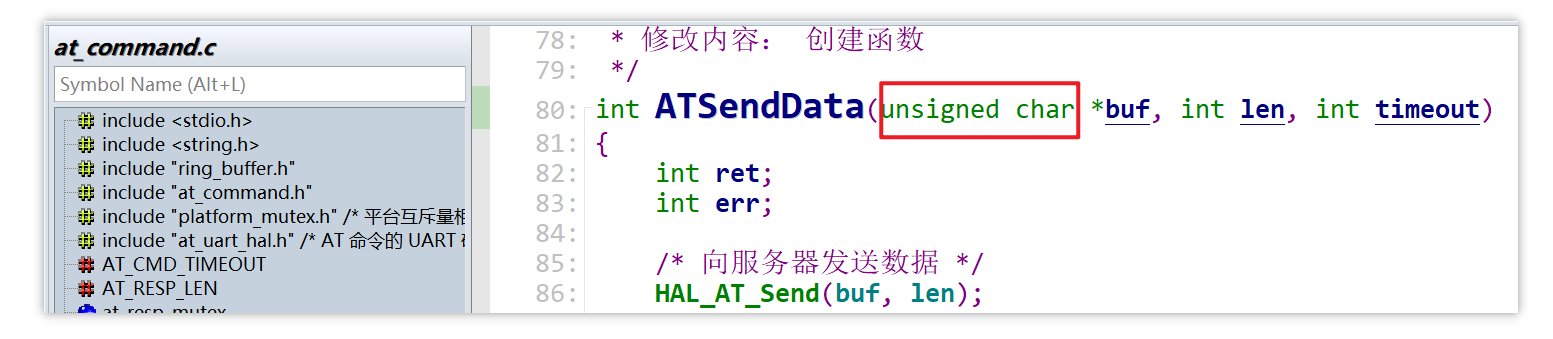 at_command.c
Symbol Name (Alt+L)
include <stdio.h>
include <string.h>
include "ring_buffer.h"
include "at_command.h"
include "platform_mutex.h" /* 平台互斥量相
include "at_uart_hal.h" /* AT 命令的 UART
AT_CMD_TIMEOUT
AT_RESP_LEN
at_resp_mutex
78: * 修改内容： 创建函数
79: */
80: int ATSendData(unsigned char *buf, int len, int timeout)
81: {
82: int ret;
83: int err;
84:
85: /* 向服务器发送数据 */
86: HAL_AT_Send(buf, len);